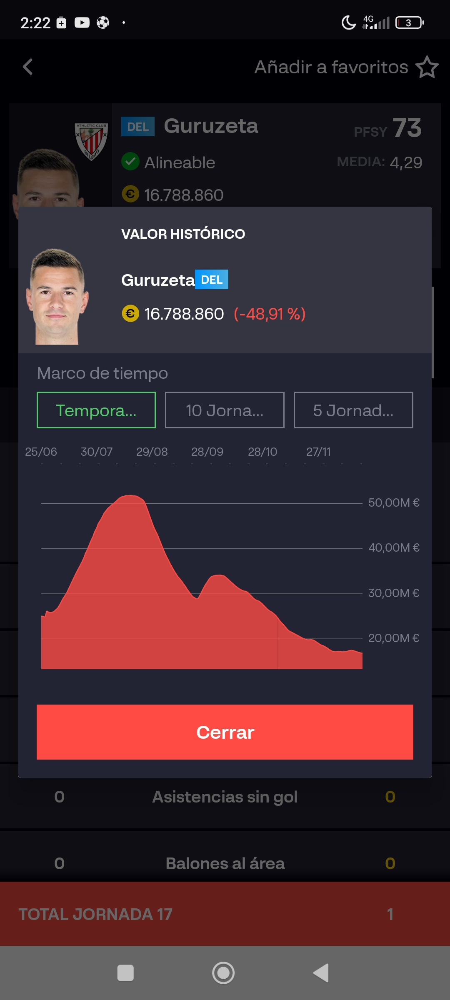 2:22
4G
3
Añadir a favoritos
ATHLETIC CLUB
BILBAO
DEL Guruzeta
PFSY 73
Alineable
MEDIA: 4,29
16.788.860
VALOR HISTÓRICO
Guruzeta DEL
16.788.860 (-48,91 %)
Marco de tiempo
Tempora... 10 Jorna... 5 Jornad...
25/06 30/07 29/08 28/09 28/10 27/11
50,00M €
40,00M €
30,00M €
20,00M €
Cerrar
0 Asistencias sin gol 0
0 Balones al área 0
TOTAL JORNADA 17 1